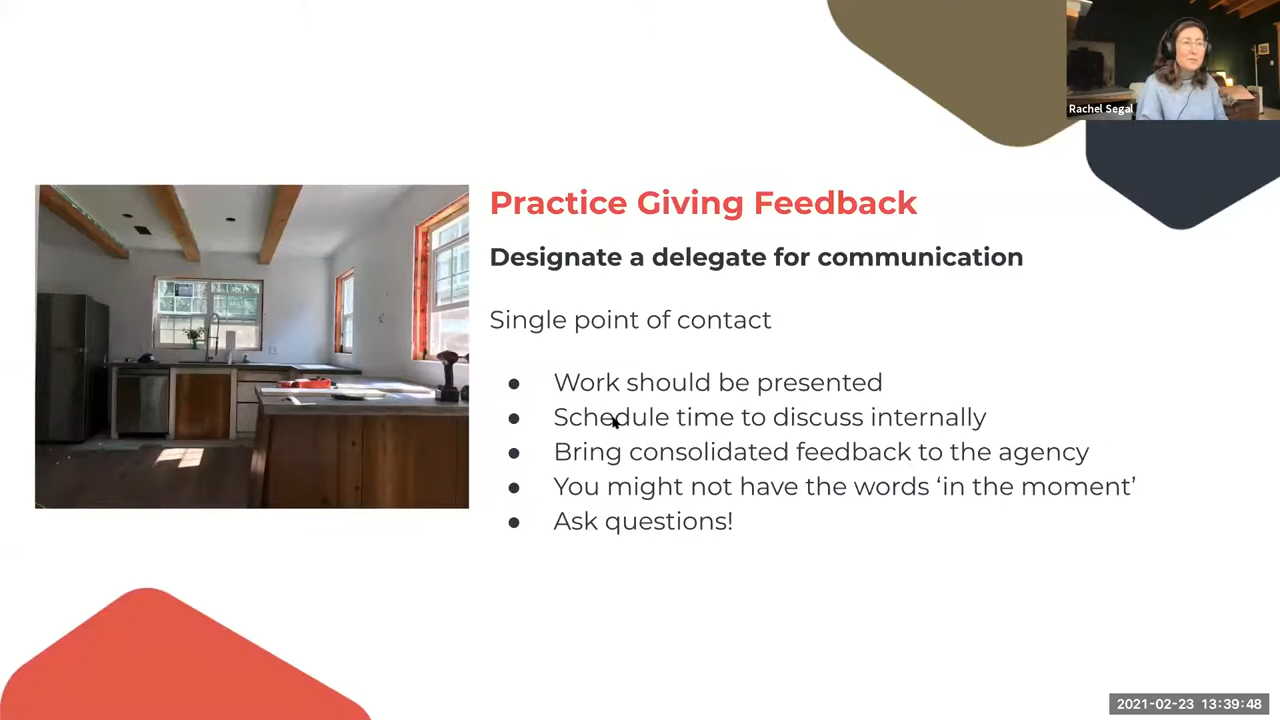 Rachel Segal
Practice Giving Feedback
Designate a delegate for communication
Single point of contact
● Work should be presented
● Schedule time to discuss internally
● Bring consolidated feedback to the agency
● You might not have the words ‘in the moment’
● Ask questions!
2021-02-23 13:39:48